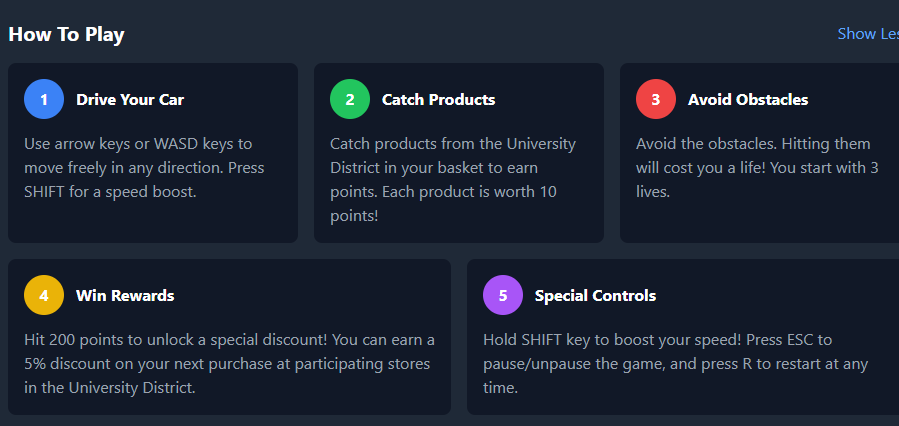 How To Play
Show Les
1 Drive Your Car
Use arrow keys or WASD keys to
move freely in any direction. Press
SHIFT for a speed boost.
2 Catch Products
Catch products from the University
District in your basket to earn
points. Each product is worth 10
points!
3 Avoid Obstacles
Avoid the obstacles. Hitting them
will cost you a life! You start with 3
lives.
4 Win Rewards
Hit 200 points to unlock a special discount! You can earn a
5% discount on your next purchase at participating stores
in the University District.
5 Special Controls
Hold SHIFT key to boost your speed! Press ESC to
pause/unpause the game, and press R to restart at any
time.